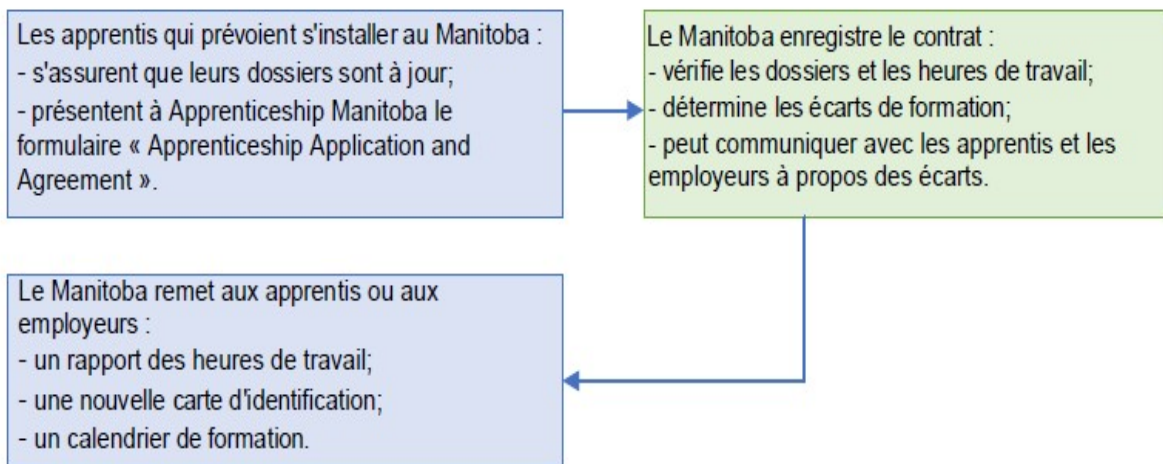 Les apprentis qui prévoient s'installer au Manitoba :
- s'assurent que leurs dossiers sont à jour;
- présentent à Apprenticeship Manitoba le
formulaire « Apprenticeship Application and
Agreement ».
Le Manitoba enregistre le contrat :
- vérifie les dossiers et les heures de travail;
- détermine les écarts de formation;
- peut communiquer avec les apprentis et les
employeurs à propos des écarts.
Le Manitoba remet aux apprentis ou aux
employeurs :
- un rapport des heures de travail;
- une nouvelle carte d'identification;
- un calendrier de formation.